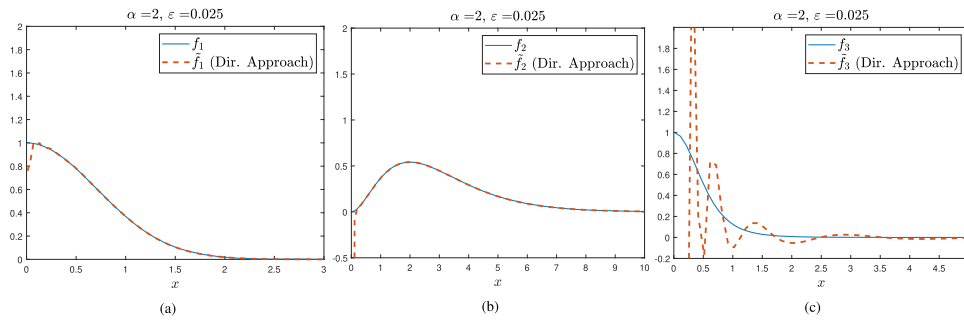 α =2, ε =0.025
2
1.8
1.6
1.4
1.2
1
0.8
0.6
0.4
0.2
0
f₁
f̃₁ (Dir. Approach)
0 0.5 1 1.5 2 2.5 3
x
(a)
α =2, ε =0.025
2
1.5
1
0.5
0
-0.5
f₂
f̃₂ (Dir. Approach)
0 1 2 3 4 5 6 7 8 9 10
x
(b)
α =2, ε =0.025
1.8
1.6
1.4
1.2
1
0.8
0.6
0.4
0.2
0
-0.2
f₃
f̃₃ (Dir. Approach)
0 0.5 1 1.5 2 2.5 3 3.5 4 4.5
x
(c)